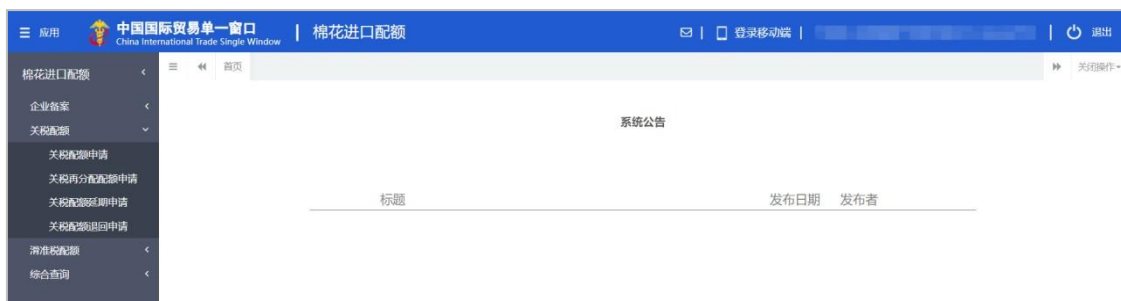 应用
中国国际贸易单一窗口
China International Trade Single Window
棉花进口配额
登录移动端
退出
棉花进口配额
首页
关闭操作
企业备案
关税配额
关税配额申请
关税再分配配额申请
关税配额延期申请
关税配额退回申请
滑准税配额
综合查询
系统公告
标题 发布日期 发布者